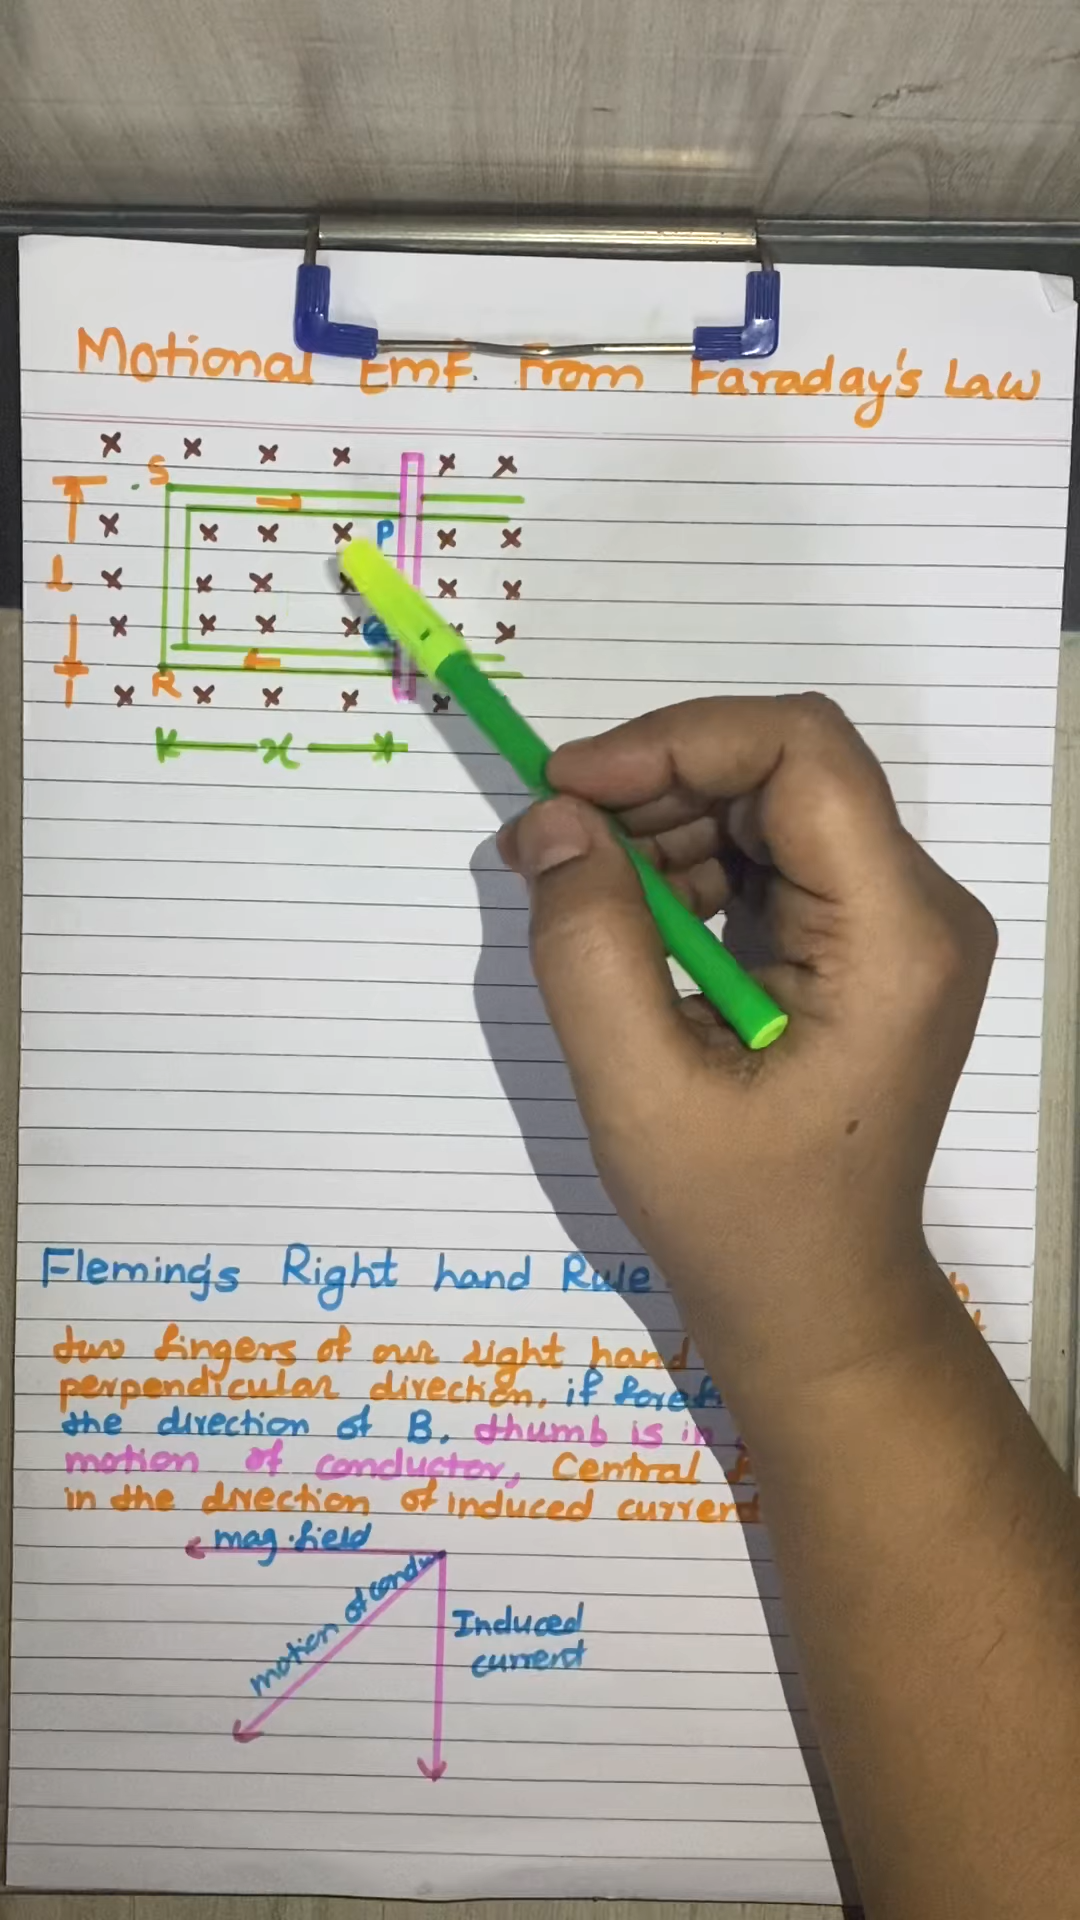 Motional Emf From Faraday's Law
S
P
l
Q
R
x
Flemings Right hand Rule
two fingers of our right hand
perpendicular direction, if
the direction of B, thumb is in
motion of conductor, Central
in the direction of induced current
mag. field
motion of condu
Induced
current